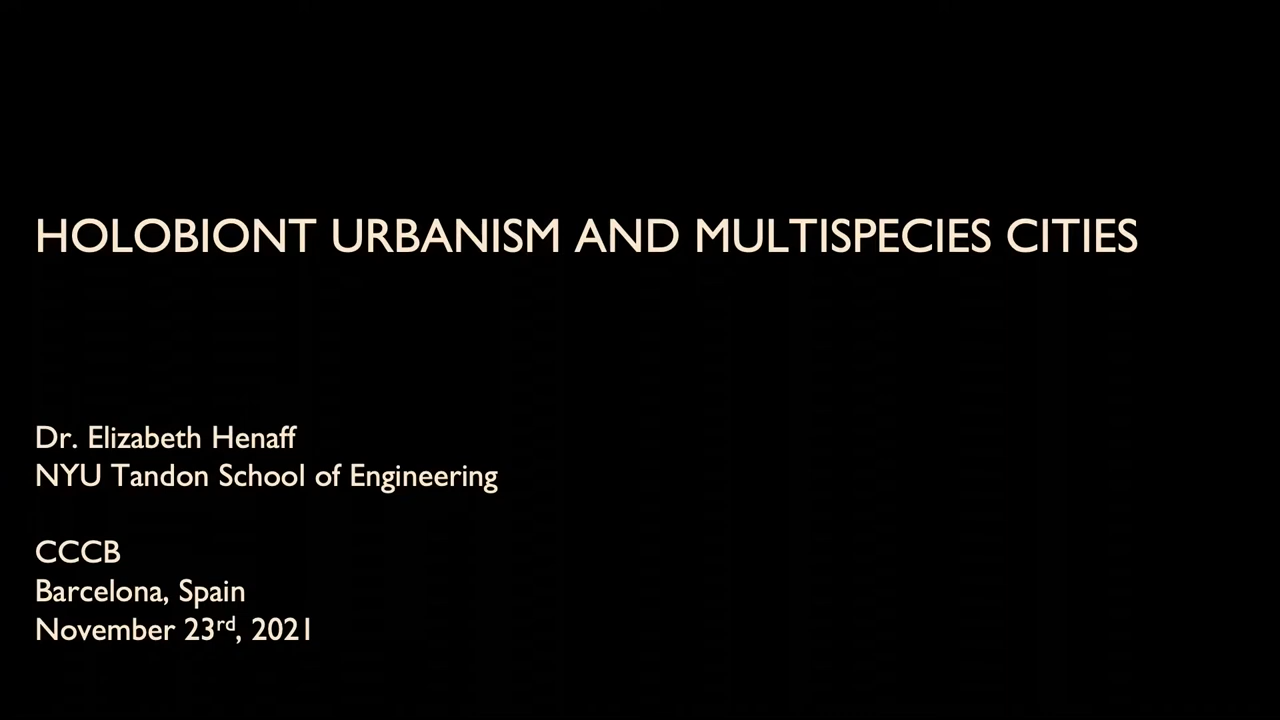 HOLOBIONT URBANISM AND MULTISPECIES CITIES
Dr. Elizabeth Henaff
NYU Tandon School of Engineering
CCCB
Barcelona, Spain
November 23rd, 2021